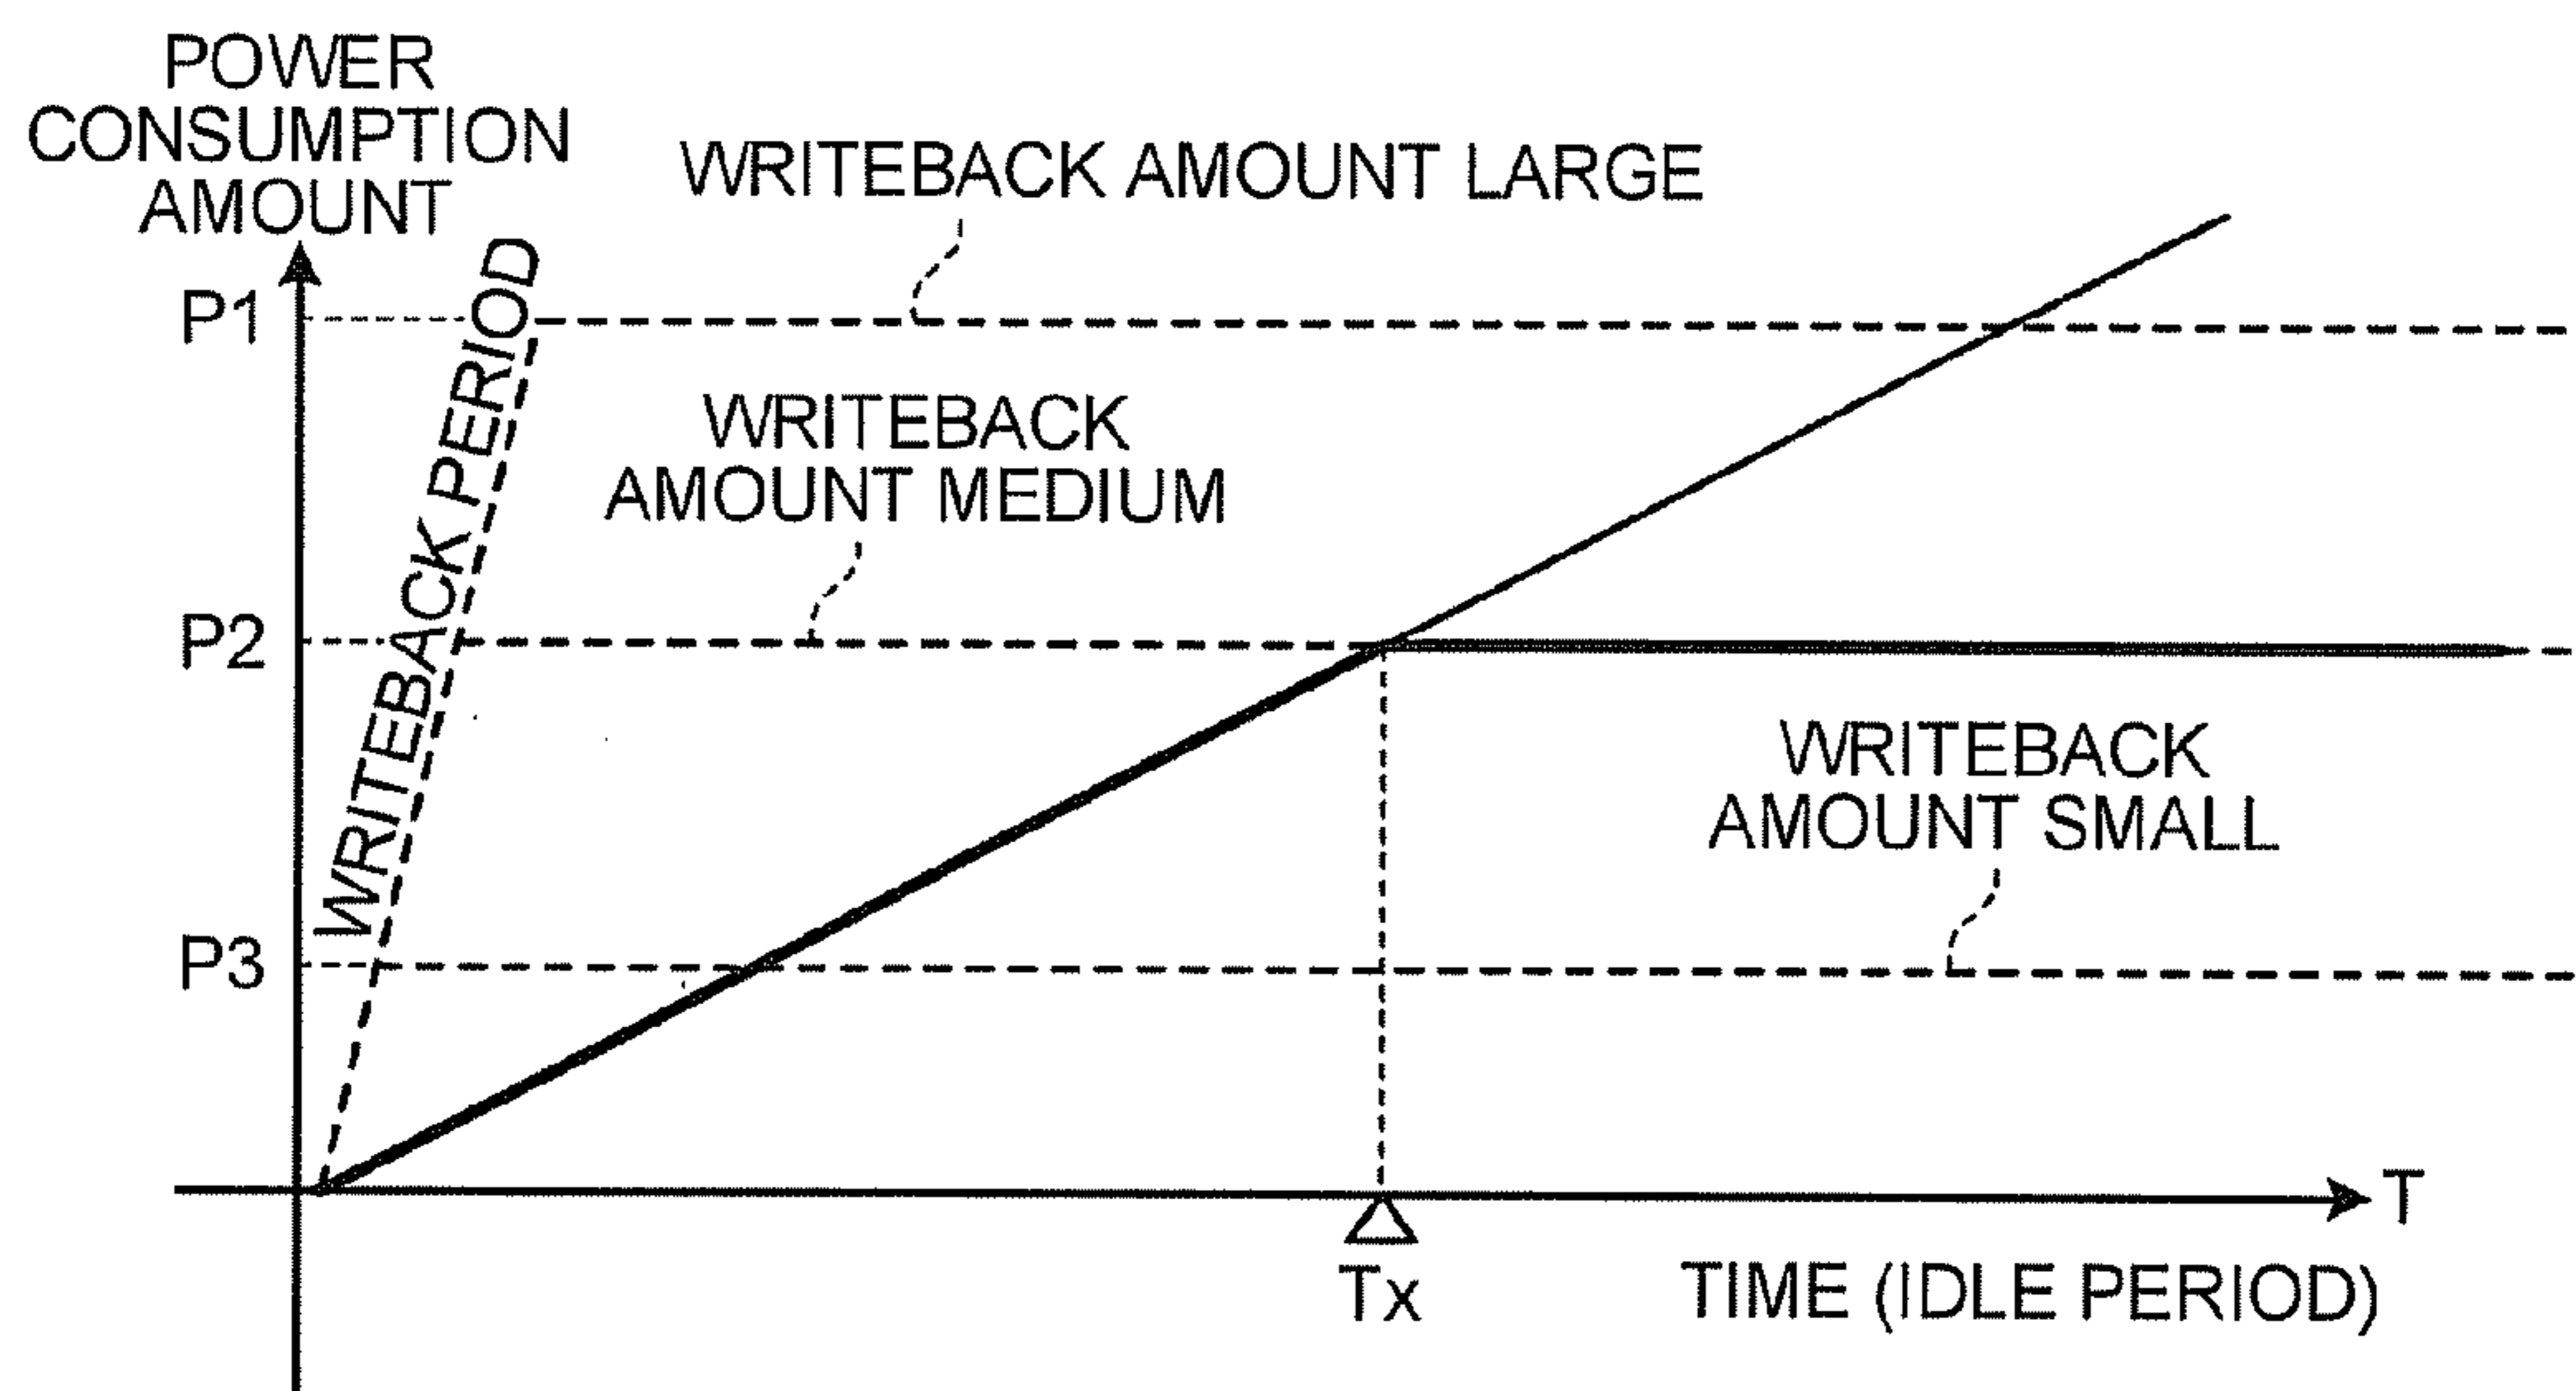 POWER
CONSUMPTION
AMOUNT
WRITEBACK AMOUNT LARGE
P1
WRITEBACK PERIOD
WRITEBACK
AMOUNT MEDIUM
P2
WRITEBACK
AMOUNT SMALL
P3
T
Tx
TIME (IDLE PERIOD)